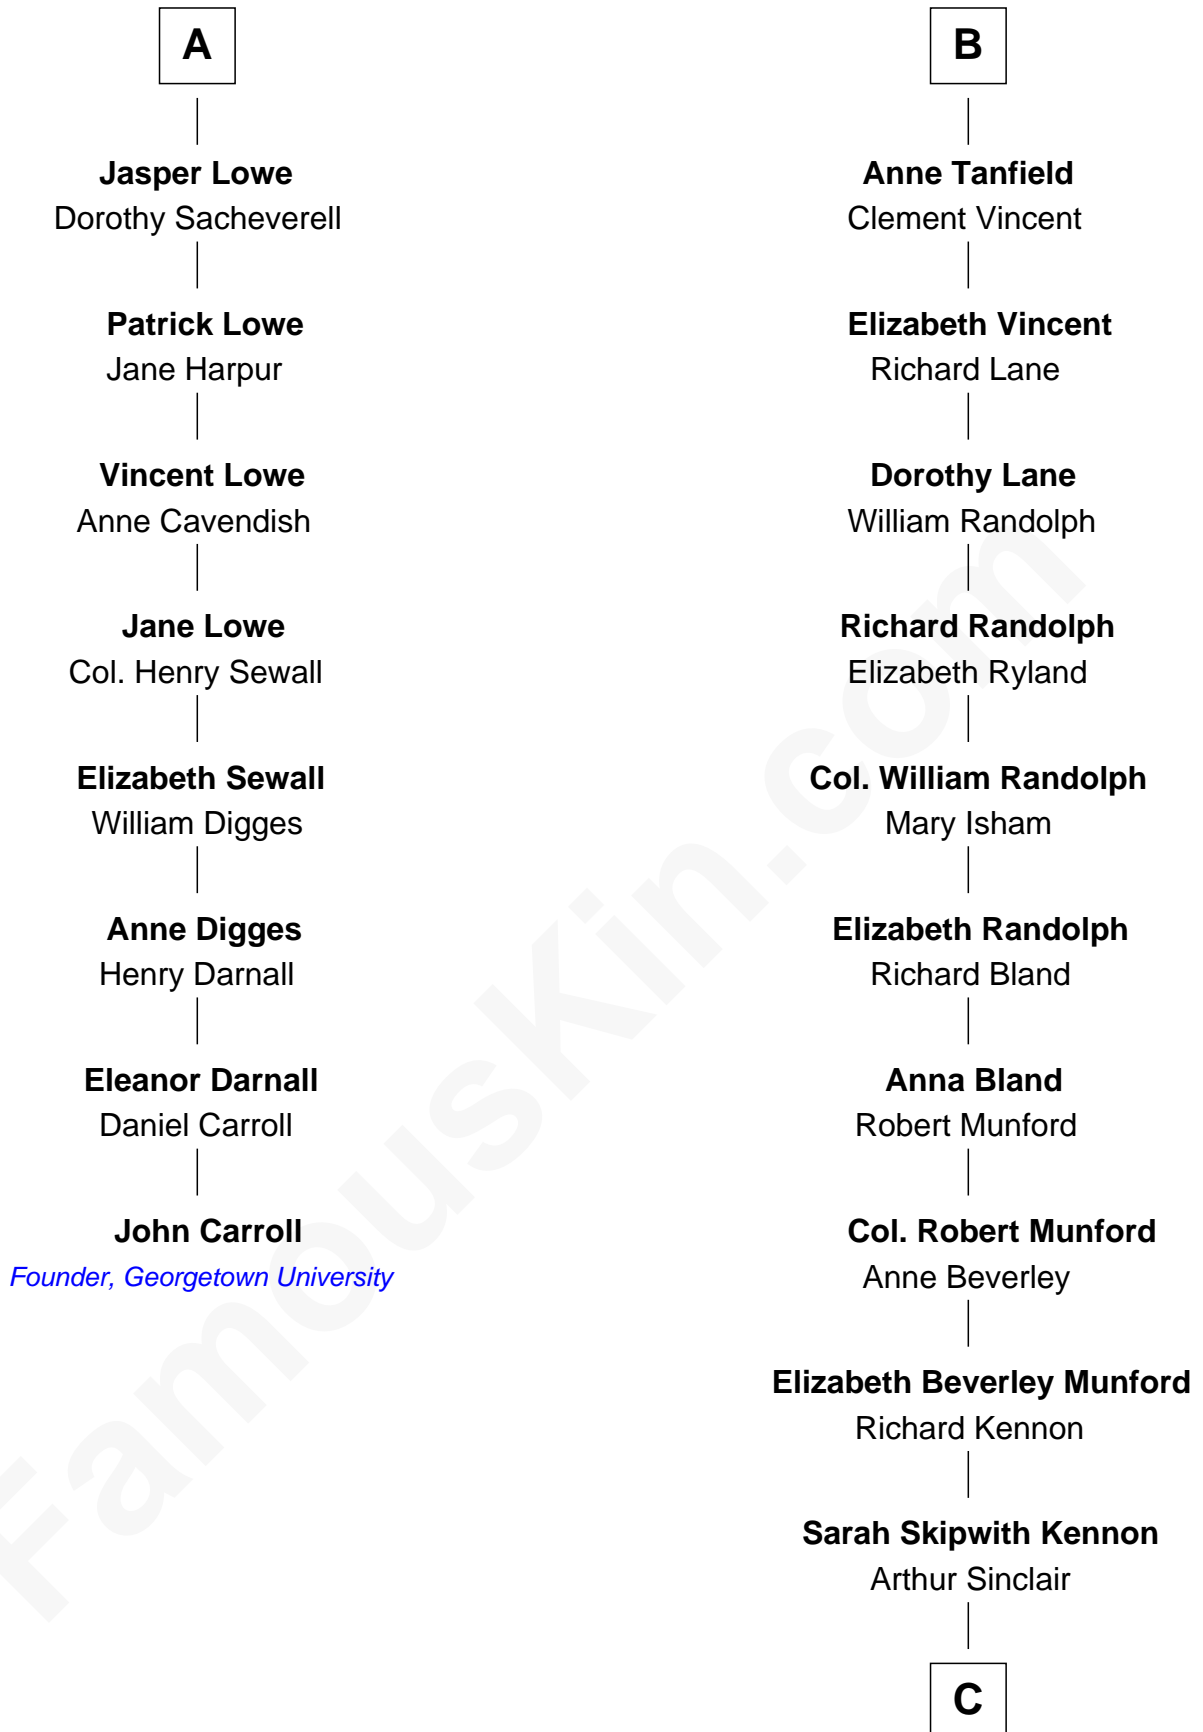 A
Jasper Lowe
Dorothy Sacheverell
Patrick Lowe
Jane Harpur
Vincent Lowe
Anne Cavendish
Jane Lowe
Col. Henry Sewall
Elizabeth Sewall
William Digges
Anne Digges
Henry Darnall
Eleanor Darnall
Daniel Carroll
John Carroll
Founder, Georgetown University
B
Anne Tanfield
Clement Vincent
Elizabeth Vincent
Richard Lane
Dorothy Lane
William Randolph
Richard Randolph
Elizabeth Ryland
Col. William Randolph
Mary Isham
Elizabeth Randolph
Richard Bland
Anna Bland
Robert Munford
Col. Robert Munford
Anne Beverley
Elizabeth Beverley Munford
Richard Kennon
Sarah Skipwith Kennon
Arthur Sinclair
C
FamousKin.com